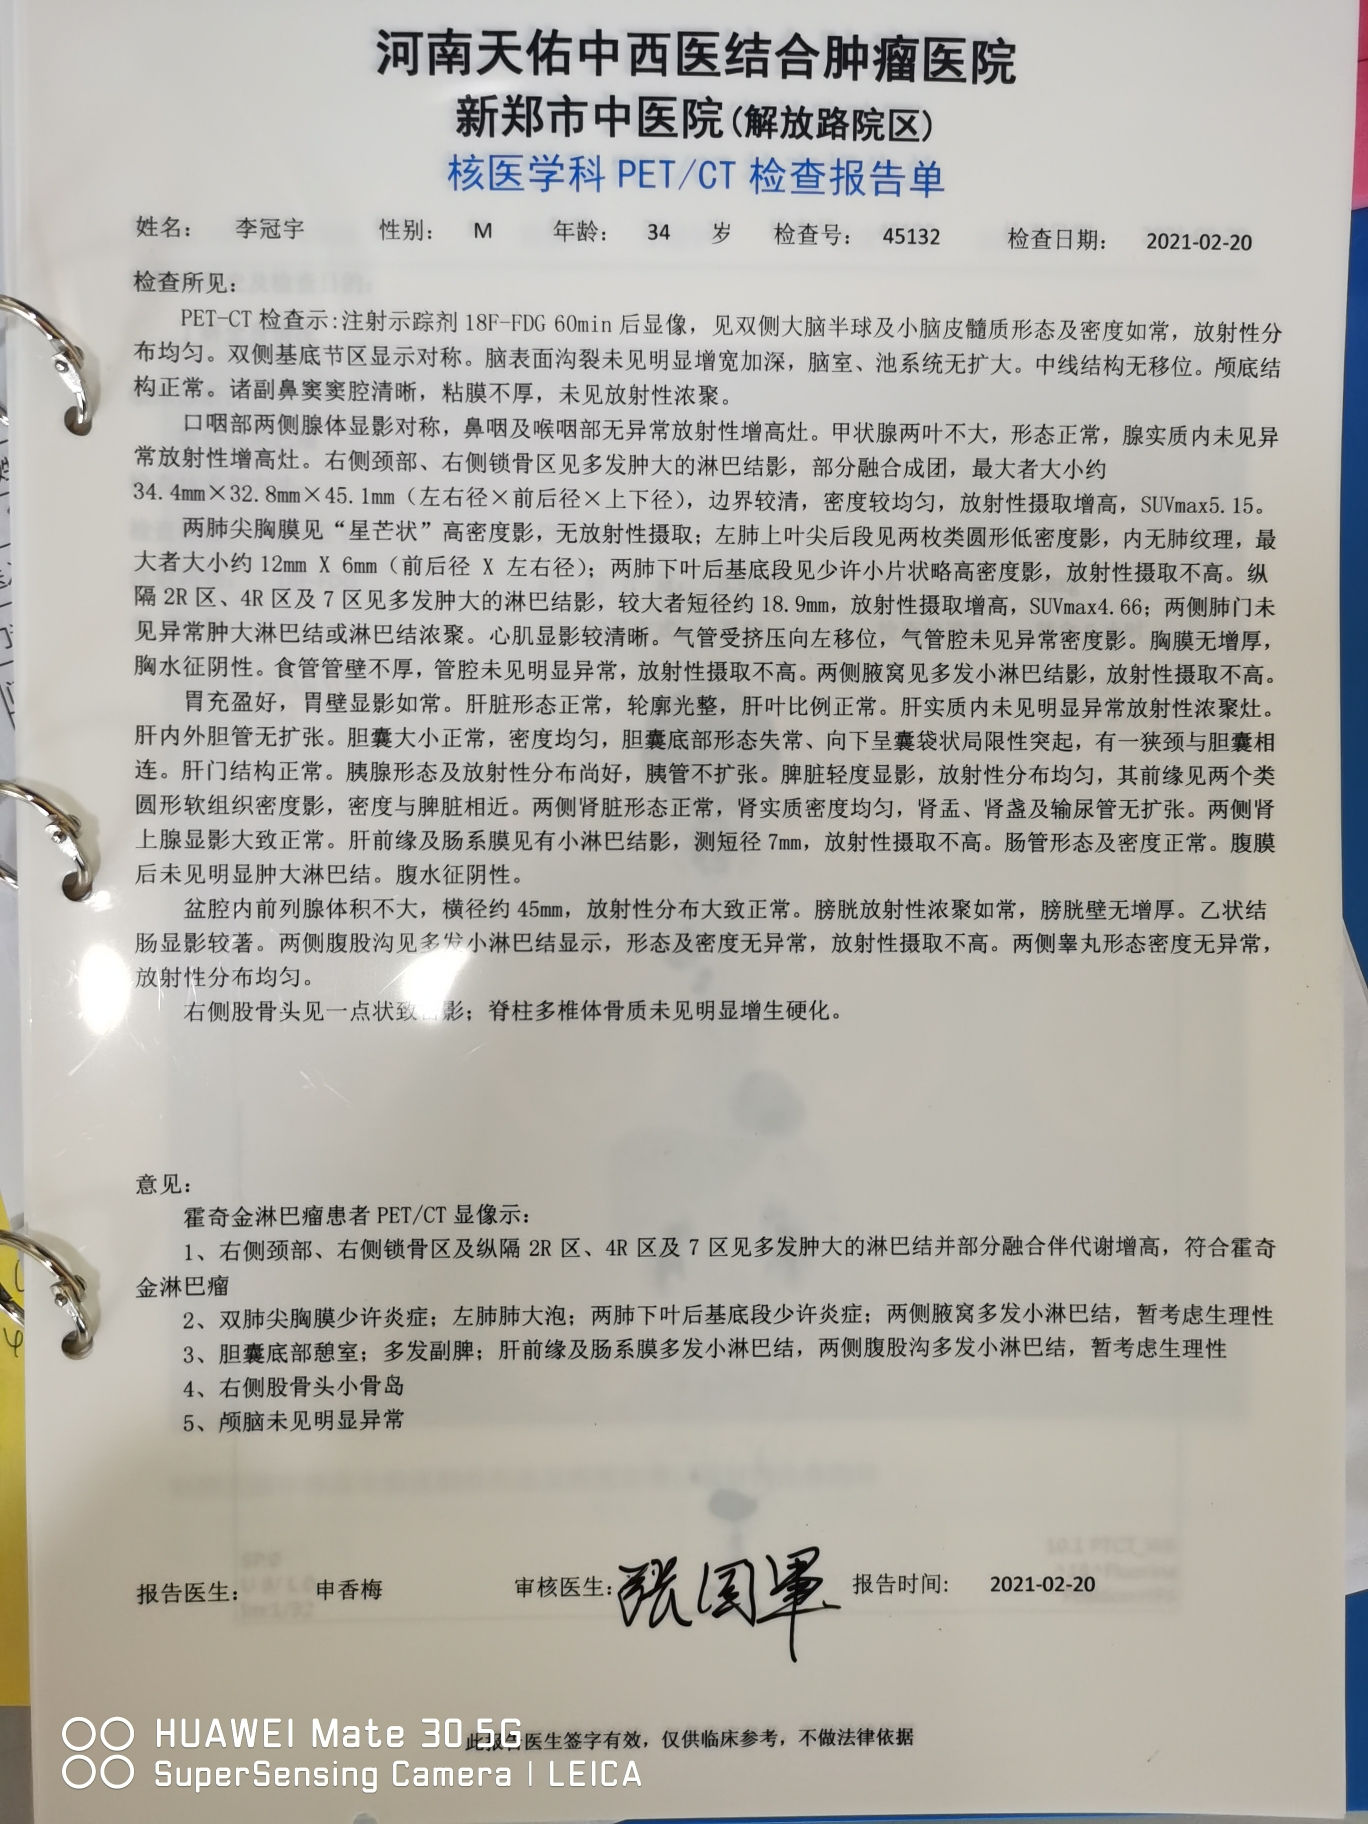 河南天佑中西医结合肿瘤医院
新郑市中医院(解放路院区)
核医学科 PET/CT 检查报告单
姓名： 李冠宇 性别： M 年龄： 34 岁 检查号： 45132 检查日期： 2021-02-20
检查所见：
PET-CT 检查示:注射示踪剂 18F-FDG 60min 后显像，见双侧大脑半球及小脑皮髓质形态及密度如常，放射性分
布均匀。双侧基底节区显示对称。脑表面沟裂未见明显增宽加深，脑室、池系统无扩大。中线结构无移位。颅底结
构正常。诸副鼻窦窦腔清晰，粘膜不厚，未见放射性浓聚。
口咽部两侧腺体显影对称，鼻咽及喉咽部无异常放射性增高灶。甲状腺两叶不大，形态正常，腺实质内未见异
常放射性增高灶。右侧颈部、右侧锁骨区见多发肿大的淋巴结影，部分融合成团，最大者大小约
34.4mm×32.8mm×45.1mm（左右径×前后径×上下径），边界较清，密度较均匀，放射性摄取增高，SUVmax5.15。
两肺尖胸膜见“星芒状”高密度影，无放射性摄取；左肺上叶尖后段见两枚类圆形低密度影，内无肺纹理，最
大者大小约 12mm X 6mm（前后径 X 左右径）；两肺下叶后基底段见少许小片状略高密度影，放射性摄取不高。纵
隔 2R 区、4R 区及 7 区见多发肿大的淋巴结影，较大者短径约 18.9mm，放射性摄取增高，SUVmax4.66；两侧肺门未
见异常肿大淋巴结或淋巴结浓聚。心肌显影较清晰。气管受挤压向左移位，气管腔未见异常密度影。胸膜无增厚，
胸水征阴性。食管管壁不厚，管腔未见明显异常，放射性摄取不高。两侧腋窝见多发小淋巴结影，放射性摄取不高。
胃充盈好，胃壁显影如常。肝脏形态正常，轮廓光整，肝叶比例正常。肝实质内未见明显异常放射性浓聚灶。
肝内外胆管无扩张。胆囊大小正常，密度均匀，胆囊底部形态失常、向下呈囊袋状局限性突起，有一狭颈与胆囊相
连。肝门结构正常。胰腺形态及放射性分布尚好，胰管不扩张。脾脏轻度显影，放射性分布均匀，其前缘见两个类
圆形软组织密度影，密度与脾脏相近。两侧肾脏形态正常，肾实质密度均匀，肾盂、肾盏及输尿管无扩张。两侧肾
上腺显影大致正常。肝前缘及肠系膜见有小淋巴结影，测短径 7mm，放射性摄取不高。肠管形态及密度正常。腹膜
后未见明显肿大淋巴结。腹水征阴性。
盆腔内前列腺体积不大，横径约 45mm，放射性分布大致正常。膀胱放射性浓聚如常，膀胱壁无增厚。乙状结
肠显影较著。两侧腹股沟见多发小淋巴结显示，形态及密度无异常，放射性摄取不高。两侧睾丸形态密度无异常，
放射性分布均匀。
右侧股骨头见一点状致密影；脊柱多椎体骨质未见明显增生硬化。
意见：
霍奇金淋巴瘤患者 PET/CT 显像示：
1、右侧颈部、右侧锁骨区及纵隔 2R 区、4R 区及 7 区见多发肿大的淋巴结并部分融合伴代谢增高，符合霍奇
金淋巴瘤
2、双肺尖胸膜少许炎症；左肺肺大泡；两肺下叶后基底段少许炎症；两侧腋窝多发小淋巴结，暂考虑生理性
3、胆囊底部憩室；多发副脾；肝前缘及肠系膜多发小淋巴结，两侧腹股沟多发小淋巴结，暂考虑生理性
4、右侧股骨头小骨岛
5、颅脑未见明显异常
报告医生： 申香梅 审核医生： 张国军 报告时间: 2021-02-20
此报告医生签字有效，仅供临床参考，不做法律依据
HUAWEI Mate 30 5G
SuperSensing Camera | LEICA